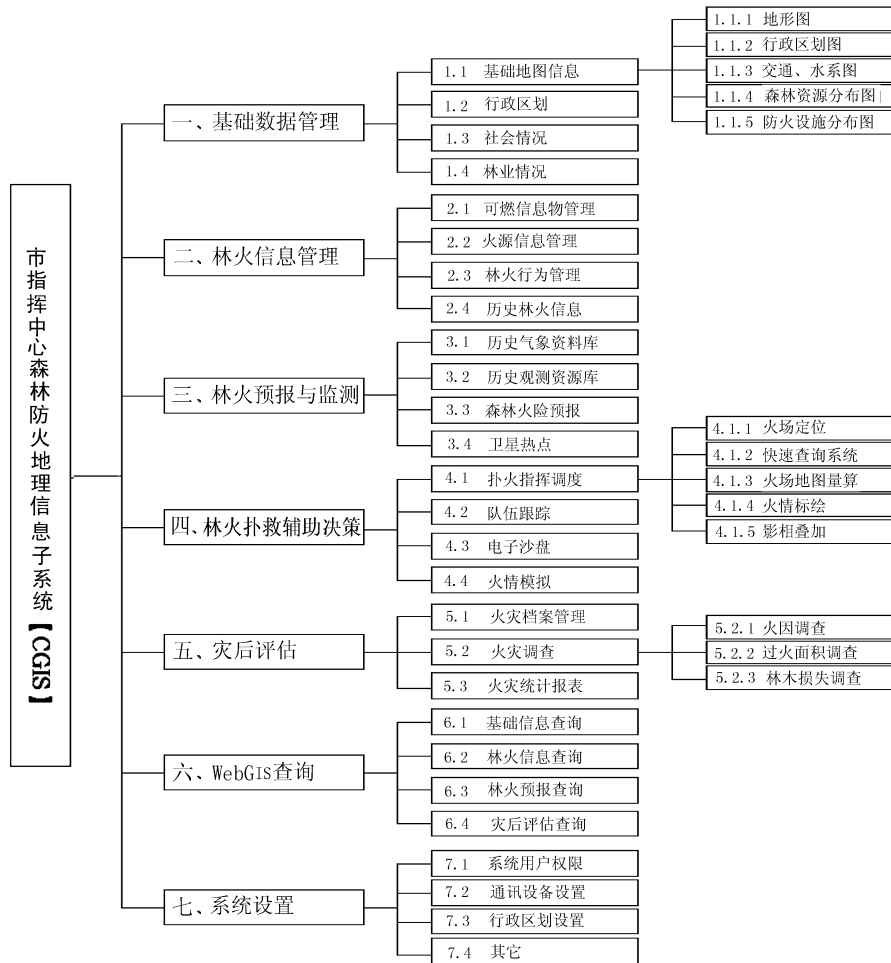 市指挥中心森林防火地理信息子系统【CGIS】
一、基础数据管理
1.1 基础地图信息
1.1.1 地形图
1.1.2 行政区划图
1.1.3 交通、水系图
1.1.4 森林资源分布图
1.1.5 防火设施分布图
1.2 行政区划
1.3 社会情况
1.4 林业情况
二、林火信息管理
2.1 可燃信息物管理
2.2 火源信息管理
2.3 林火行为管理
2.4 历史林火信息
三、林火预报与监测
3.1 历史气象资料库
3.2 历史观测资源库
3.3 森林火险预报
3.4 卫星热点
四、林火扑救辅助决策
4.1 扑火指挥调度
4.1.1 火场定位
4.1.2 快速查询系统
4.1.3 火场地图量算
4.1.4 火情标绘
4.1.5 影相叠加
4.2 队伍跟踪
4.3 电子沙盘
4.4 火情模拟
五、灾后评估
5.1 火灾档案管理
5.2 火灾调查
5.2.1 火因调查
5.2.2 过火面积调查
5.2.3 林木损失调查
5.3 火灾统计报表
六、WebGIS查询
6.1 基础信息查询
6.2 林火信息查询
6.3 林火预报查询
6.4 灾后评估查询
七、系统设置
7.1 系统用户权限
7.2 通讯设备设置
7.3 行政区划设置
7.4 其它